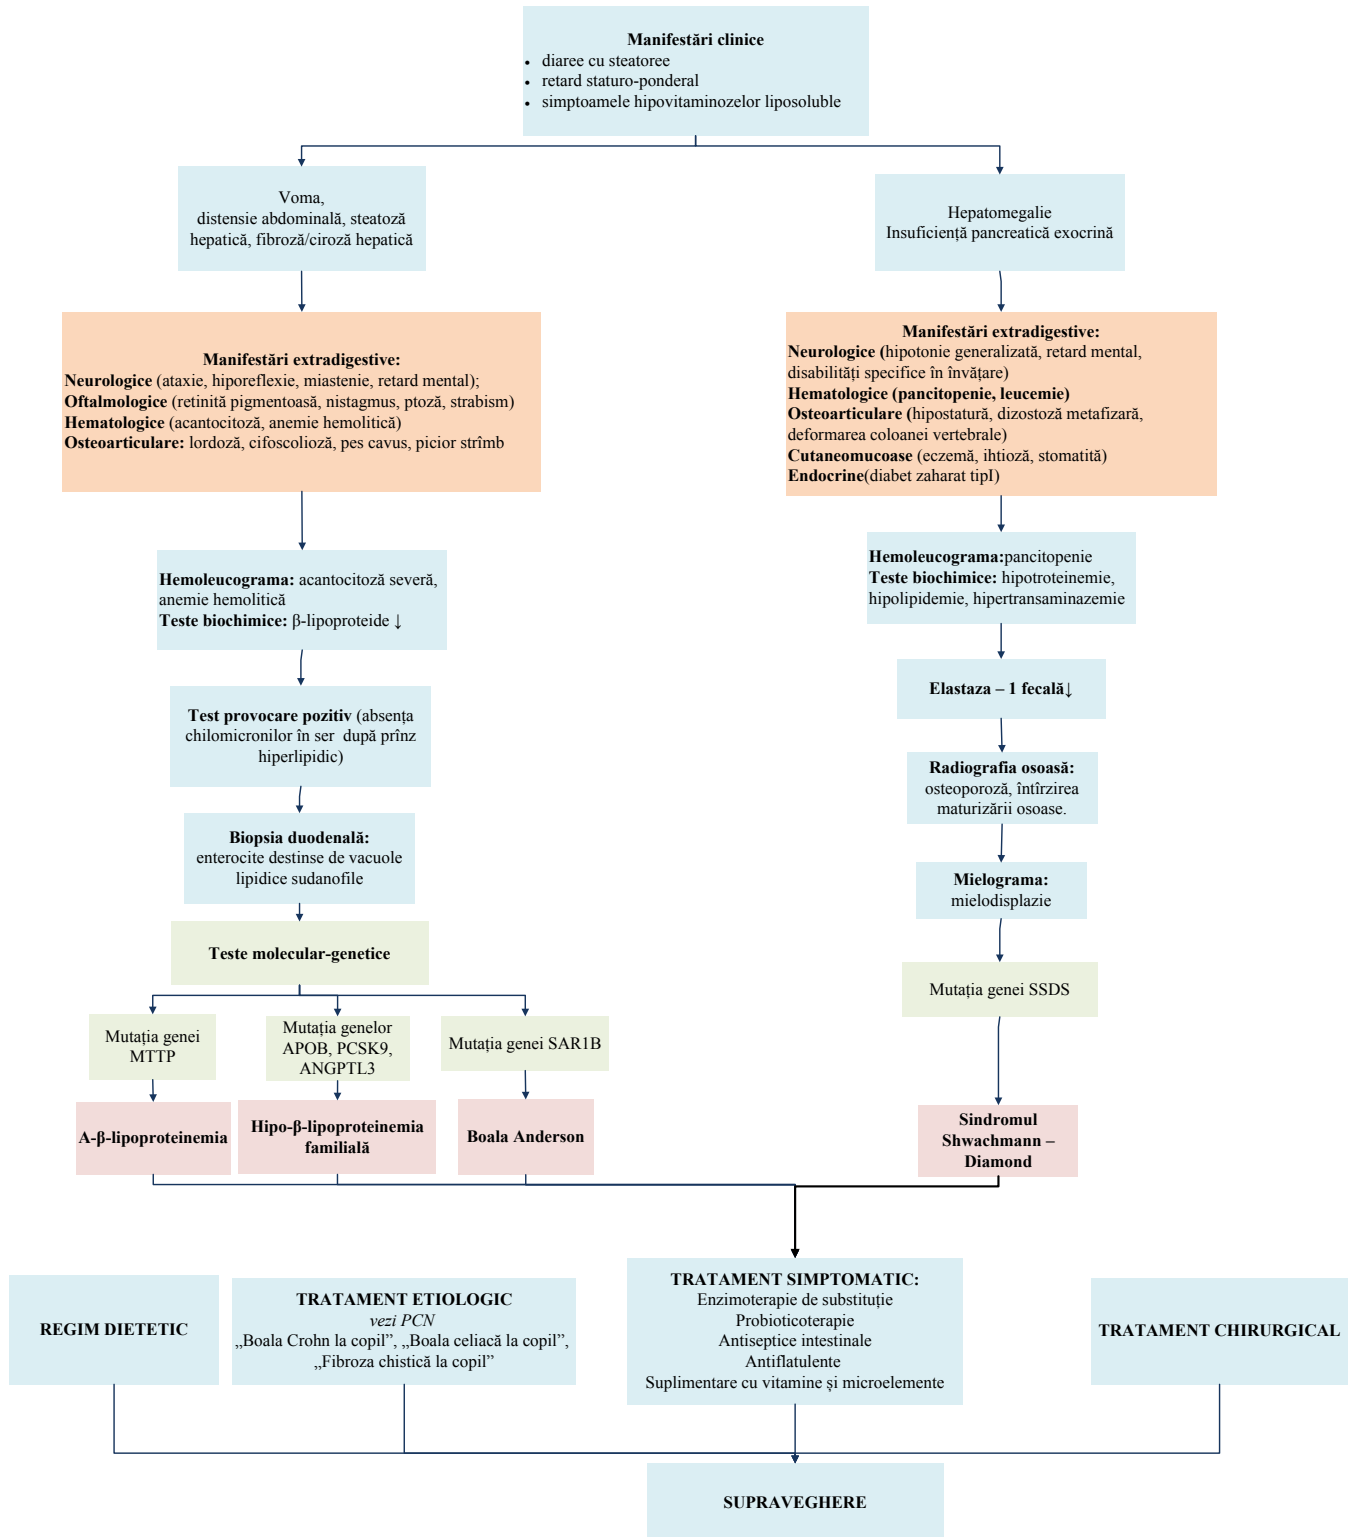 Manifestări clinice
• diaree cu steatoree
• retard staturo-ponderal
• simptoamele hipovitaminozelor liposoluble
Voma,
distensie abdominală, steatoză
hepatică, fibroză/ciroză hepatică
Hepatomegalie
Insuficiență pancreatică exocrină
Manifestări extradigestive:
Neurologice (ataxie, hiporeflexie, miastenie, retard mental);
Oftalmologice (retinită pigmentoasă, nistagmus, ptoză, strabism)
Hematologice (acantocitoză, anemie hemolitică)
Osteoarticulare: lordoză, cifoscolioză, pes cavus, picior strîmb
Manifestări extradigestive:
Neurologice (hipotonie generalizată, retard mental,
disabilități specifice în învățare)
Hematologice (pancitopenie, leucemie)
Osteoarticulare (hipostatură, dizostoză metafizară,
deformarea coloanei vertebrale)
Cutaneomucoase (eczemă, ihtioză, stomatită)
Endocrine(diabet zaharat tipI)
Hemoleucograma: acantocitoză severă,
anemie hemolitică
Teste biochimice: β-lipoproteide ↓
Hemoleucograma:pancitopenie
Teste biochimice: hipotroteinemie,
hipolipidemie, hipertransaminazemie
Test provocare pozitiv (absența
chilomicronilor în ser după prînz
hiperlipidic)
Elastaza – 1 fecală↓
Radiografia osoasă:
osteoporoză, întîrzirea
maturizării osoase.
Biopsia duodenală:
enterocite destinse de vacuole
lipidice sudanofile
Mielograma:
mielodisplazie
Teste molecular-genetice
Mutația genei SSDS
Mutația genei
MTTP
Mutația genelor
APOB, PCSK9,
ANGPTL3
Mutația genei SAR1B
A-β-lipoproteinemia
Hipo-β-lipoproteinemia
familială
Boala Anderson
Sindromul
Shwachmann –
Diamond
REGIM DIETETIC
TRATAMENT ETIOLOGIC
vezi PCN
„Boala Crohn la copil”, „Boala celiacă la copil”,
„Fibroza chistică la copil”
TRATAMENT SIMPTOMATIC:
Enzimoterapie de substituție
Probioticoterapie
Antiseptice intestinale
Antiflatulente
Suplimentare cu vitamine și microelemente
TRATAMENT CHIRURGICAL
SUPRAVEGHERE